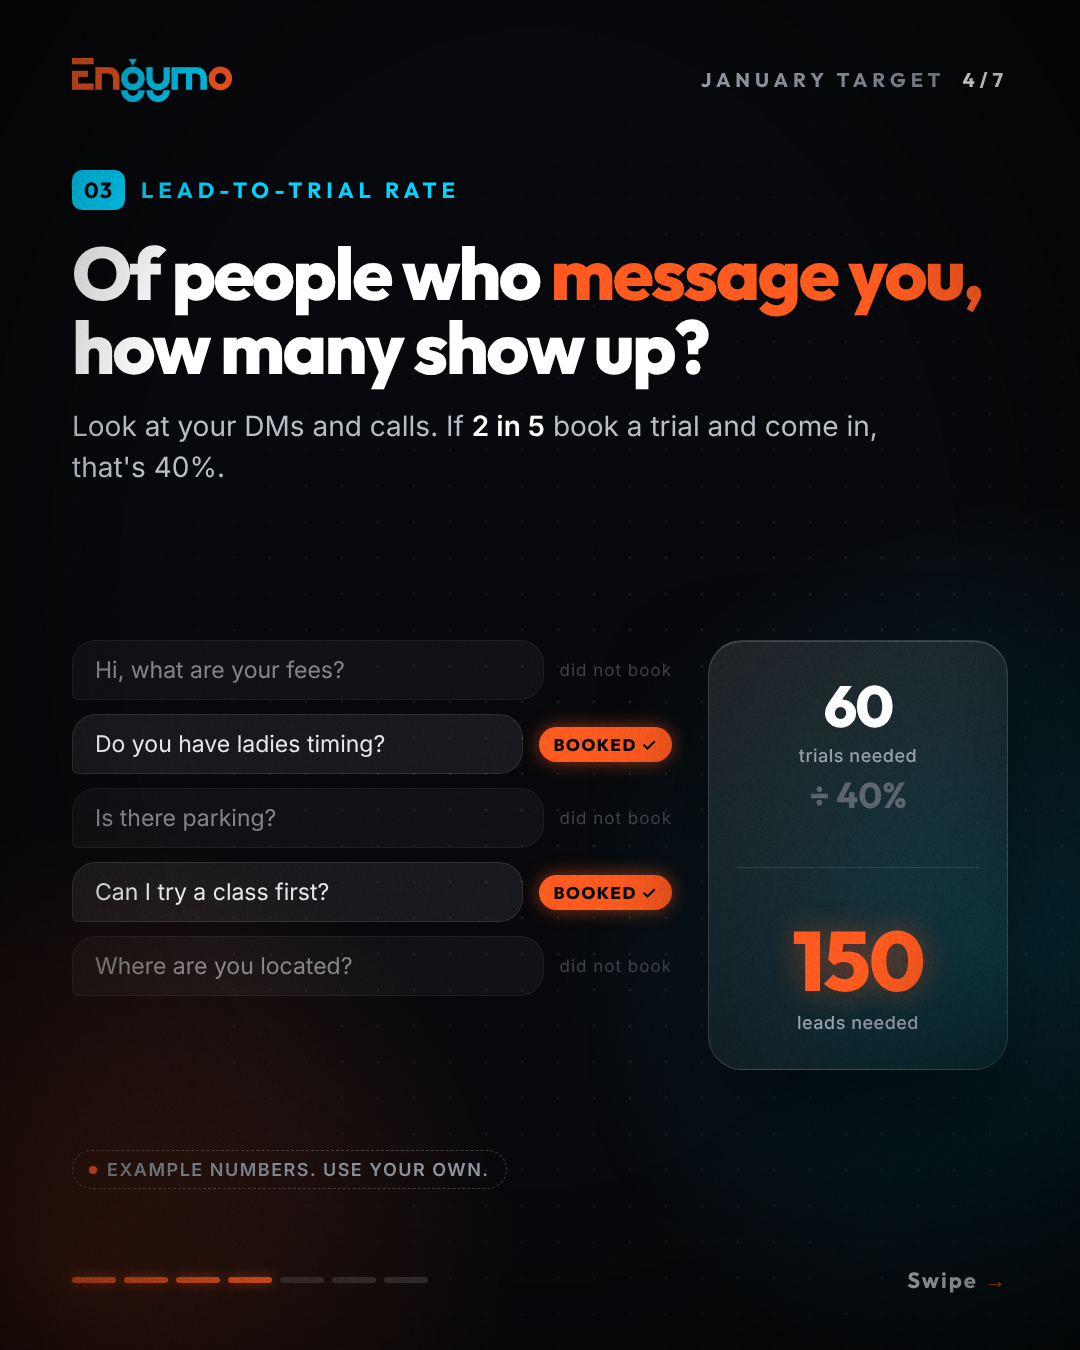 Engymo
JANUARY TARGET 4/7
03 LEAD-TO-TRIAL RATE
Of people who message you,
how many show up?
Look at your DMs and calls. If 2 in 5 book a trial and come in,
that's 40%.
Hi, what are your fees? did not book
Do you have ladies timing? BOOKED ✓
Is there parking? did not book
Can I try a class first? BOOKED ✓
Where are you located? did not book
60
trials needed
÷ 40%
150
leads needed
EXAMPLE NUMBERS. USE YOUR OWN.
Swipe →